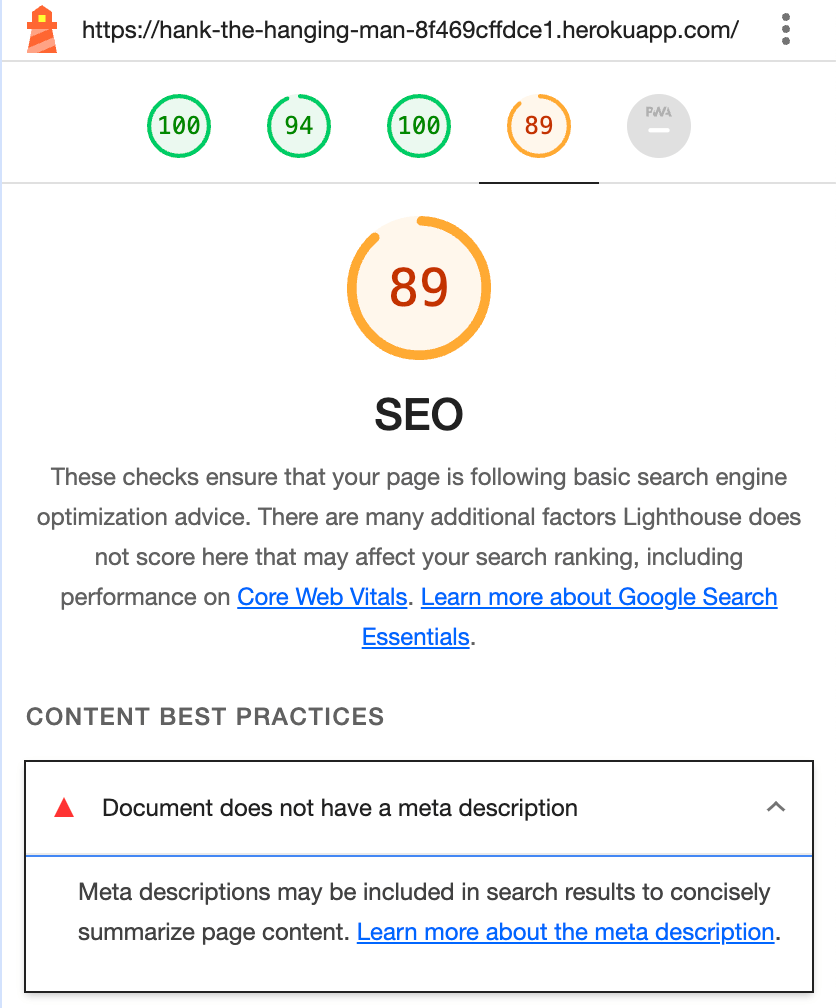 https://hank-the-hanging-man-8f469cffdce1.herokuapp.com/
100 94 100 89 PWA
89
SEO
These checks ensure that your page is following basic search engine
optimization advice. There are many additional factors Lighthouse does
not score here that may affect your search ranking, including
performance on Core Web Vitals. Learn more about Google Search
Essentials.
CONTENT BEST PRACTICES
Document does not have a meta description
Meta descriptions may be included in search results to concisely
summarize page content. Learn more about the meta description.